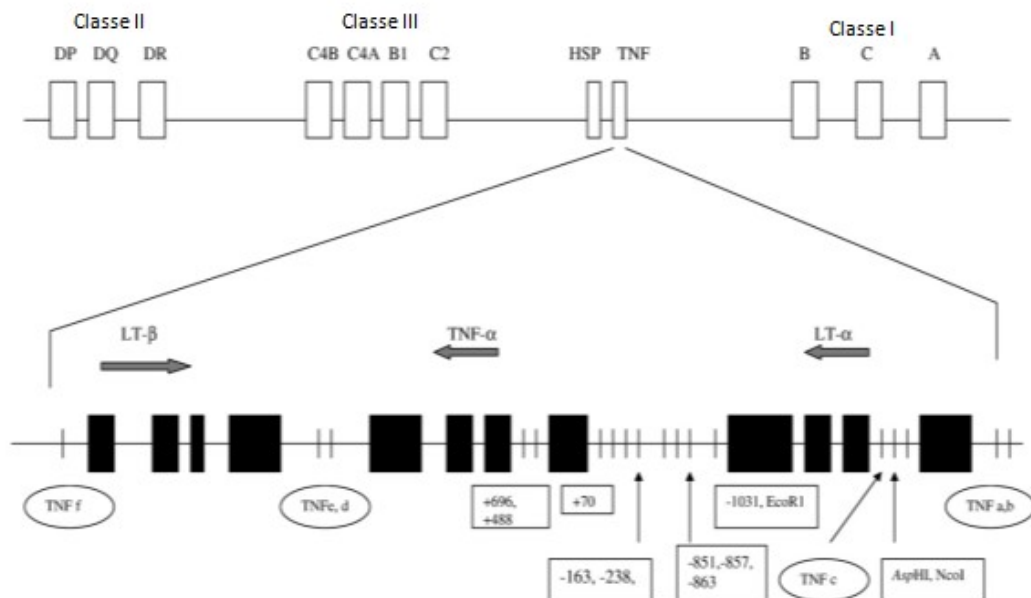 Classe II
Classe III
Classe I
DP DQ DR C4B C4A B1 C2 HSP TNF B C A
LT-β TNF-α LT-α
TNF f
TNFe, d
+696,
+488
+70
-1031, EcoR1
TNF a,b
-163, -238,
-851,-857,
-863
TNF c
AspHI, NcoI